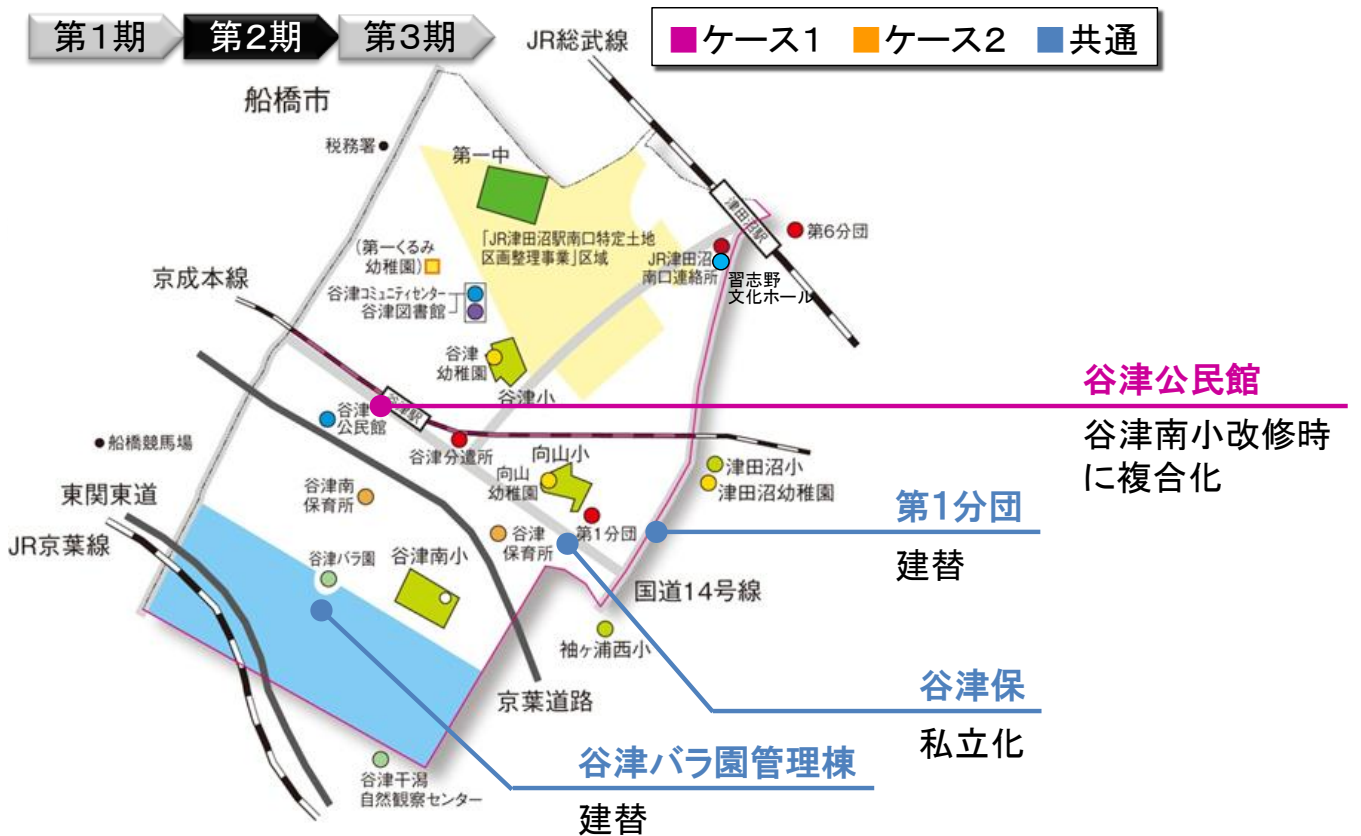 第1期
第2期
第3期
■ケース1 ■ケース2 ■共通
JR総武線
船橋市
税務署
第一中
津田沼駅
第6分団
「JR津田沼駅南口特定土地
区画整理事業」区域
JR津田沼
南口連絡所
習志野
文化ホール
(第一くるみ
幼稚園)
京成本線
谷津コミュニティセンター
谷津図書館
谷津
幼稚園
谷津小
谷津駅
谷津
公民館
谷津公民館
谷津南小改修時
に複合化
船橋競馬場
谷津分遣所
向山小
向山
幼稚園
津田沼小
津田沼幼稚園
東関東道
谷津南
保育所
谷津
保育所
第1分団
第1分団
建替
JR京葉線
谷津バラ園
谷津南小
国道14号線
袖ヶ浦西小
京葉道路
谷津保
私立化
谷津干潟
自然観察センター
谷津バラ園管理棟
建替